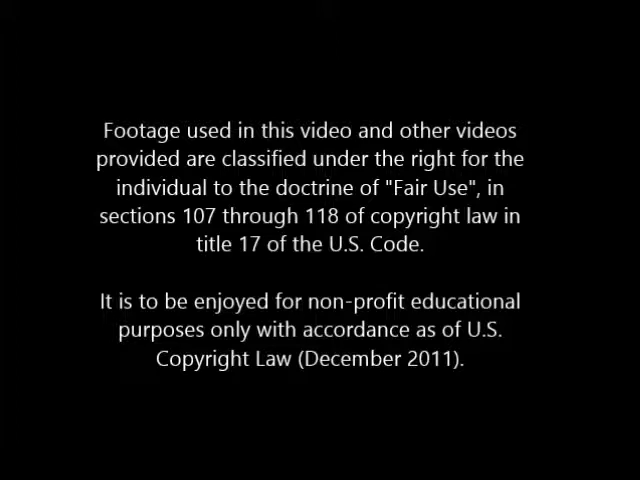 Footage used in this video and other videos
provided are classified under the right for the
individual to the doctrine of "Fair Use", in
sections 107 through 118 of copyright law in
title 17 of the U.S. Code.
It is to be enjoyed for non-profit educational
purposes only with accordance as of U.S.
Copyright Law (December 2011).